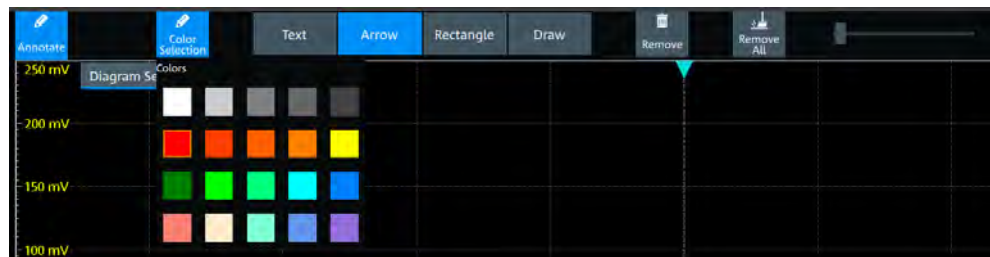 Annotate
Color
Selection
Text
Arrow
Rectangle
Draw
Remove
Remove
All
Colors
250 mV
Diagram Se
200 mV
150 mV
100 mV